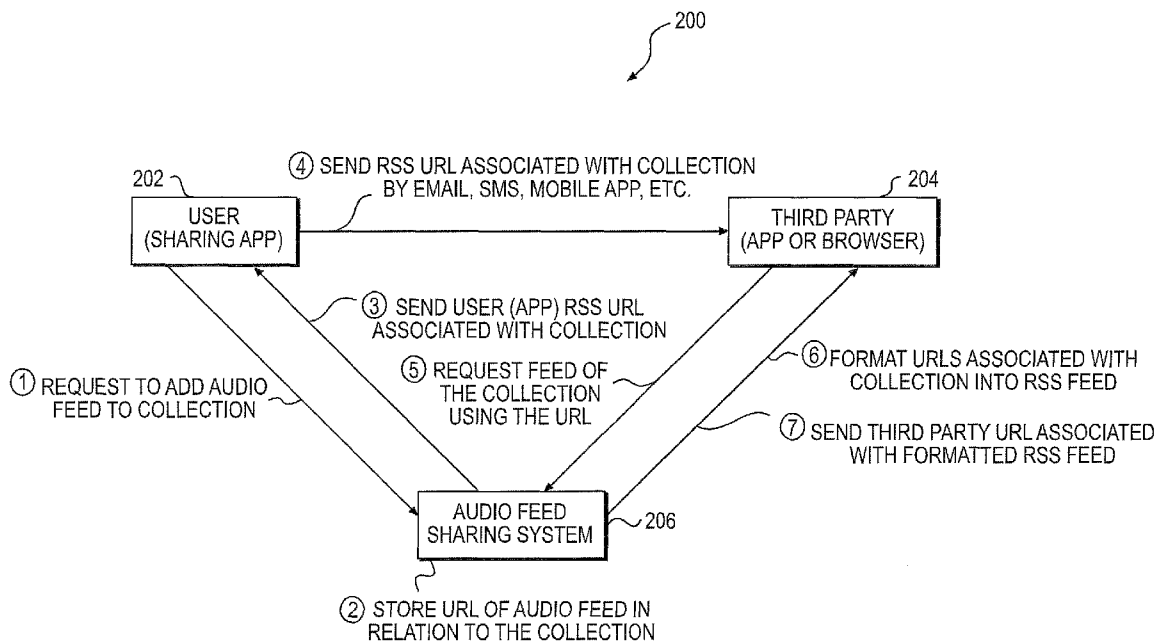 200
④ SEND RSS URL ASSOCIATED WITH COLLECTION
BY EMAIL, SMS, MOBILE APP, ETC.
202
USER
(SHARING APP)
204
THIRD PARTY
(APP OR BROWSER)
③ SEND USER (APP) RSS URL
ASSOCIATED WITH COLLECTION
① REQUEST TO ADD AUDIO
FEED TO COLLECTION
⑤ REQUEST FEED OF
THE COLLECTION
USING THE URL
⑥ FORMAT URLS ASSOCIATED WITH
COLLECTION INTO RSS FEED
⑦ SEND THIRD PARTY URL ASSOCIATED
WITH FORMATTED RSS FEED
AUDIO FEED
SHARING SYSTEM
206
② STORE URL OF AUDIO FEED IN
RELATION TO THE COLLECTION